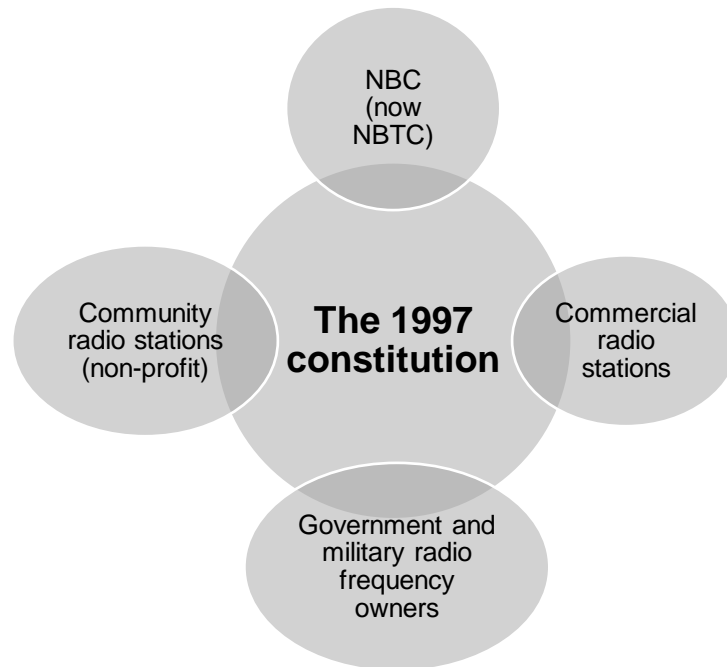 NBC
(now
NBTC)
Community
radio stations
(non-profit)
The 1997
constitution
Commercial
radio
stations
Government and
military radio
frequency
owners